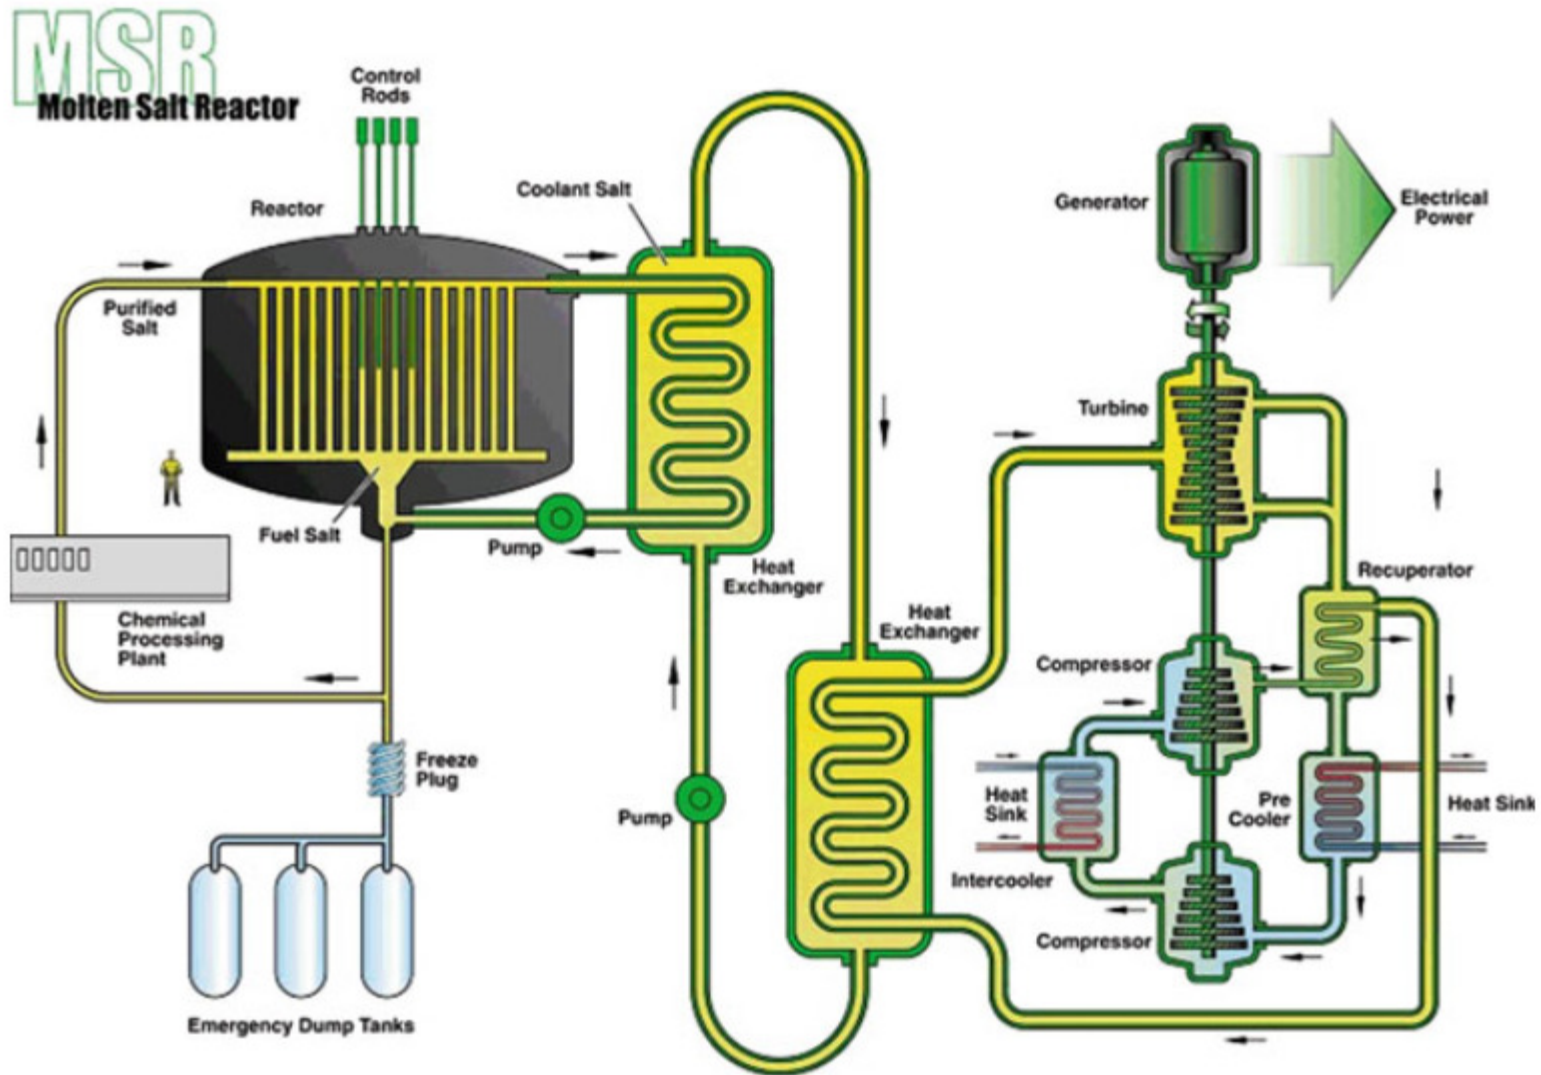 MSR
Molten Salt Reactor
Control
Rods
Reactor
Coolant Salt
Generator
Electrical
Power
Purified
Salt
Turbine
Fuel Salt
Pump
Heat
Exchanger
Recuperator
Chemical
Processing
Plant
Heat
Exchanger
Compressor
Freeze
Plug
Pump
Heat
Sink
Pre
Cooler
Heat Sink
Intercooler
Compressor
Emergency Dump Tanks